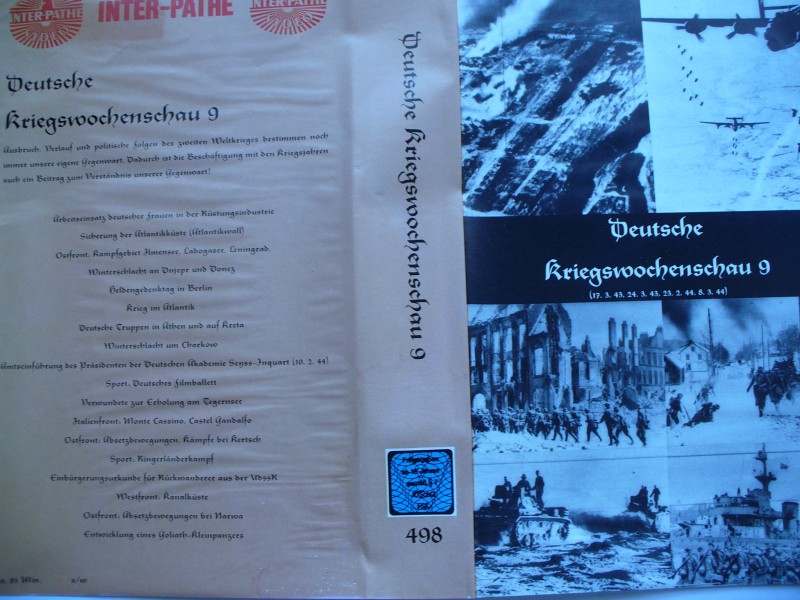 INTER-PATHE
VIDEO
INTER-PATHE
INTER-PATHE
VIDEO
Deutsche
Kriegswochenschau 9
Ausbruch, Verlauf und politische Folgen des zweiten Weltkrieges bestimmen noch
immer unsere eigene Gegenwart. Dadurch ist die Beschäftigung mit den Kriegsjahren
auch ein Beitrag zum Verständnis unserer Gegenwart!
Arbeitseinsatz deutscher Frauen in der Rüstungsindustrie
Sicherung der Atlantikküste (Atlantikwall)
Ostfront: Kampfgebiet Ilmensee, Ladogasee, Leningrad.
Winterschlacht an Dnjepr und Donez
Heldengedenktag in Berlin
Krieg im Atlantik
Deutsche Truppen in Athen und auf Kreta
Winterschlacht um Charkow
Amtseinführung des Präsidenten der Deutschen Akademie Seyss-Inquart (10. 2. 44)
Sport: Deutsches Filmballett
Verwundete zur Erholung am Tegernsee
Italienfront: Monte Cassino, Castel Gandolfo
Ostfront: Absetzbewegungen, Kämpfe bei Kertsch
Sport: Ringerländerkampf
Einbürgerungsurkunde für Rückwanderer aus der UdSSR
Westfront: Kanalküste
Ostfront: Absetzbewegungen bei Narwa
Entwicklung eines Goliath-Kleinpanzers
Min.
Deutsche Kriegswochenschau 9
498
Deutsche
Kriegswochenschau 9
(17. 3. 43, 24. 3. 43, 23. 2. 44, 8. 3. 44)